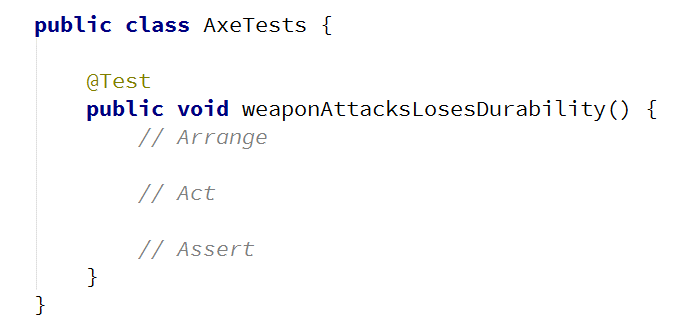 public class AxeTests {
@Test
public void weaponAttacksLosesDurability() {
// Arrange
// Act
// Assert
}
}